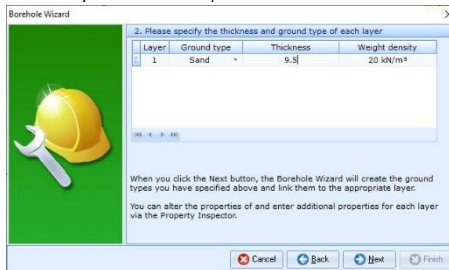 Borehole Wizard
2. Please specify the thickness and ground type of each layer
Layer Ground type Thickness Weight density
1 Sand 9.5 20 kN/m³
When you click the Next button, the Borehole Wizard will create the ground
types you have specified above and link them to the appropriate layer.
You can alter the properties of and enter additional properties for each layer
via the Property Inspector.
Cancel Back Next Finish